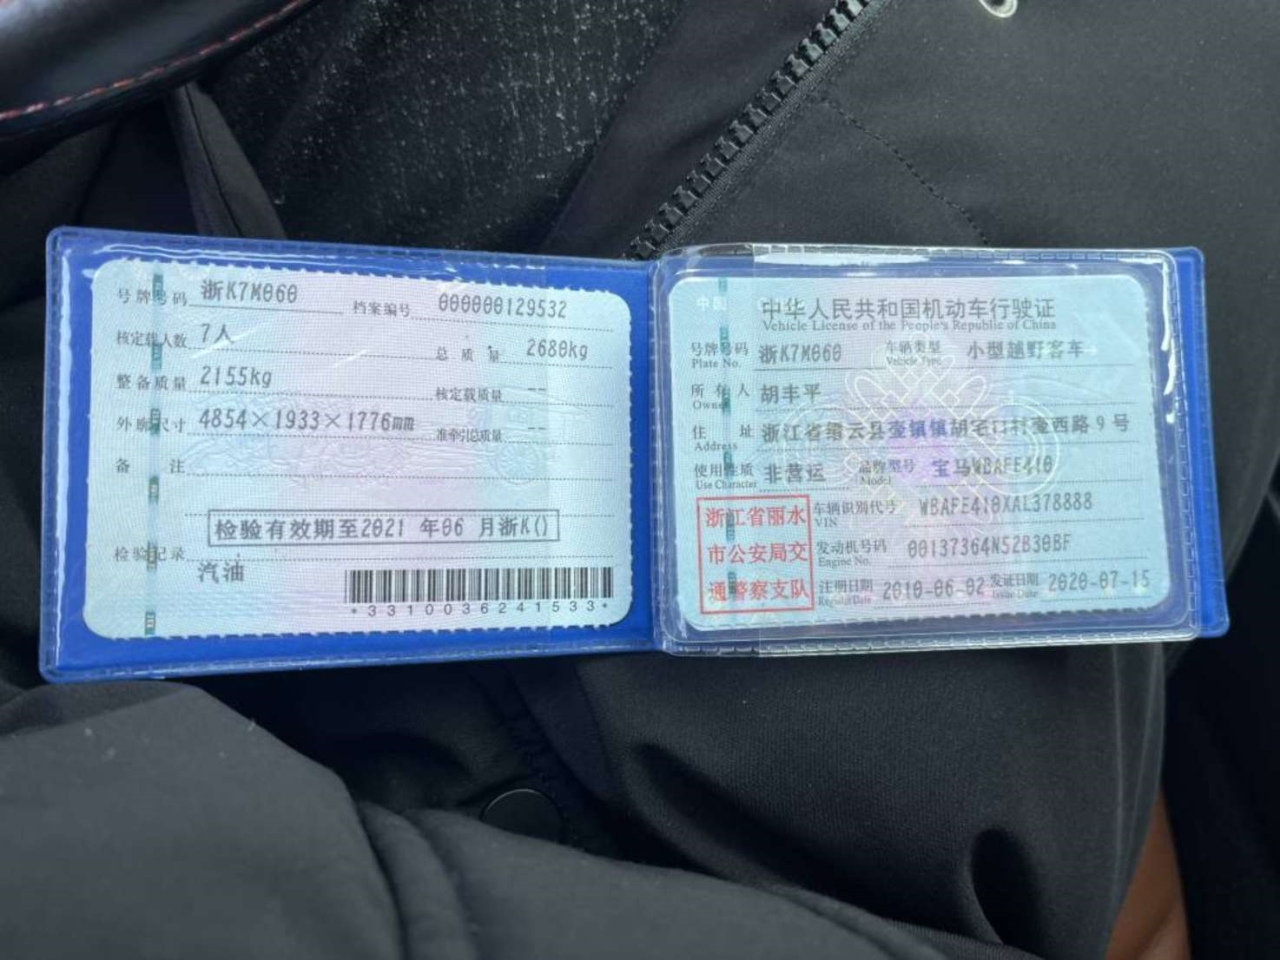 号牌号码 浙K7M060 档案编号 000000129532
核定载人数 7人 总质量 2680kg
整备质量 2155kg 核定载质量 --
外廓尺寸 4854×1933×1776mm 准牵引总质量 --
备注
检验有效期至2021 年06 月浙K()
检验记录
汽油
*3310036241533*
中华人民共和国机动车行驶证
Vehicle License of the People's Republic of China
号牌号码 浙K7M060 车辆类型 小型越野客车
Plate No. Vehicle Type
所有人 胡丰平
Owner
住址 浙江省缙云县壶镇镇胡宅口村壶西路9号
Address
使用性质 非营运 品牌型号 宝马WBAFE410
Use Character Model
浙江省丽水
市公安局交
通警察支队
车辆识别代号 WBAFE410XAL378888
VIN
发动机号码 00137364N52B30BF
Engine No.
注册日期 2010-06-02 发证日期 2020-07-15
Register Date Issue Date